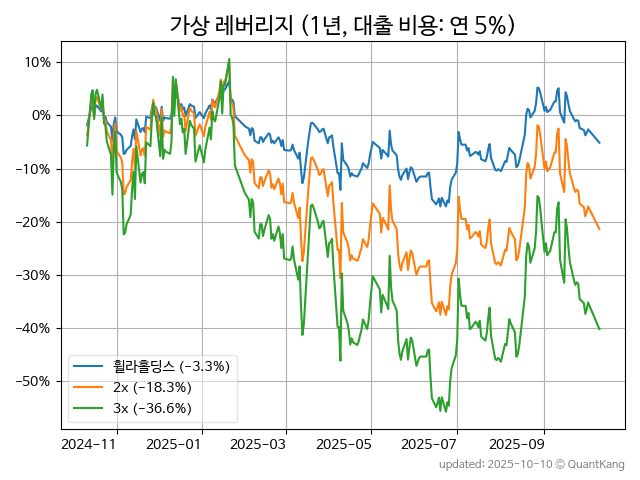 가상 레버리지 (1년, 대출 비용: 연 5%)
10%
0%
−10%
−20%
−30%
−40%
−50%
휠라홀딩스 (-3.3%)
2x (-18.3%)
3x (-36.6%)
2024-11
2025-01
2025-03
2025-05
2025-07
2025-09
updated: 2025-10-10 © QuantKang